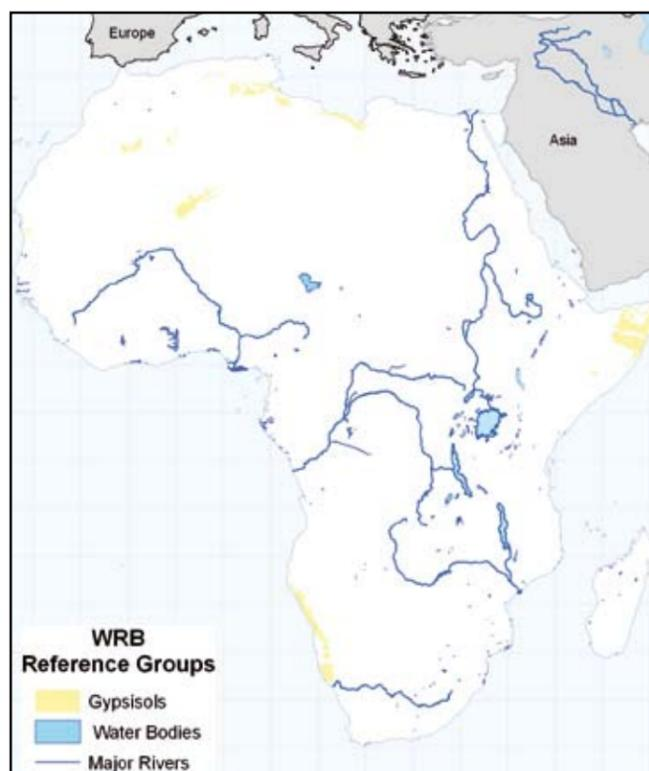 Europe
Asia
WRB
Reference Groups
Gypsisols
Water Bodies
Major Rivers